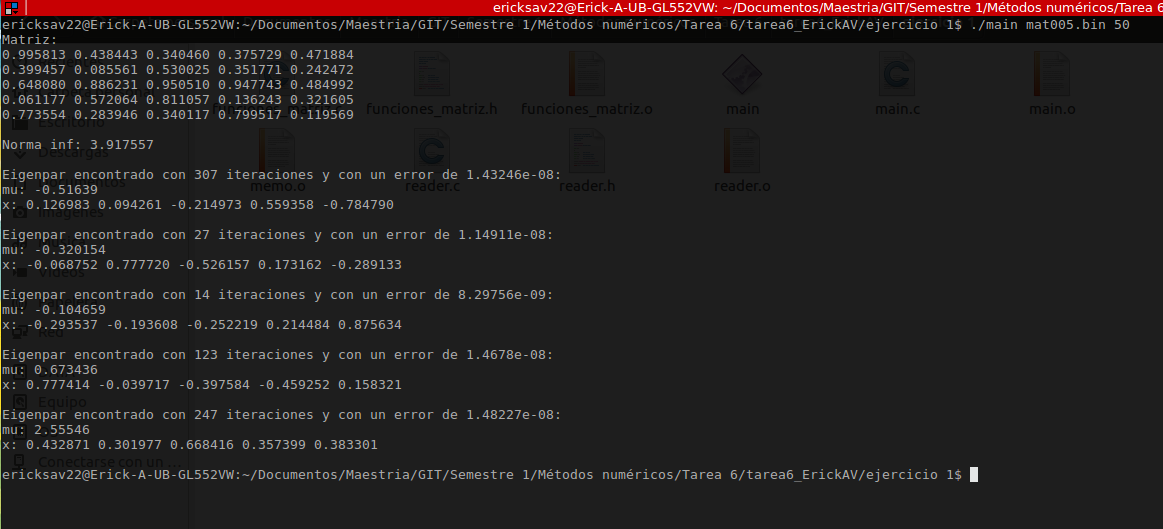 ericksav22@Erick-A-UB-GL552VW: ~/Documentos/Maestria/GIT/Semestre 1/Métodos numéricos/Tarea 6
ericksav22@Erick-A-UB-GL552VW:~/Documentos/Maestria/GIT/Semestre 1/Métodos numéricos/Tarea 6/tarea6_ErickAV/ejercicio 1$ ./main mat005.bin 50
Matriz:
0.995813 0.438443 0.340460 0.375729 0.471884
0.399457 0.085561 0.530025 0.351771 0.242472
0.648080 0.886231 0.950510 0.947743 0.484992
0.061177 0.572064 0.811057 0.136243 0.321605
0.773554 0.283946 0.340117 0.799517 0.119569
funciones_matriz.h funciones_matriz.o main main.c main.o
Escritorio
Norma inf: 3.917557
Descargas
Eigenpar encontrado con 307 iteraciones y con un error de 1.43246e-08:
memo.o reader.c reader.h reader.o
mu: -0.51639
x: 0.126983 0.094261 -0.214973 0.559358 -0.784790
Imágenes
Eigenpar encontrado con 27 iteraciones y con un error de 1.14911e-08:
mu: -0.320154
x: -0.068752 0.777720 -0.526157 0.173162 -0.289133
Vídeos
Eigenpar encontrado con 14 iteraciones y con un error de 8.29756e-09:
mu: -0.104659
x: -0.293537 -0.193608 -0.252219 0.214484 0.875634
Eigenpar encontrado con 123 iteraciones y con un error de 1.4678e-08:
mu: 0.673436
x: 0.777414 -0.039717 -0.397584 -0.459252 0.158321
Equipo
Eigenpar encontrado con 247 iteraciones y con un error de 1.48227e-08:
mu: 2.55546
x: 0.432871 0.301977 0.668416 0.357399 0.383301
Conectarse con un ...
ericksav22@Erick-A-UB-GL552VW:~/Documentos/Maestria/GIT/Semestre 1/Métodos numéricos/Tarea 6/tarea6_ErickAV/ejercicio 1$